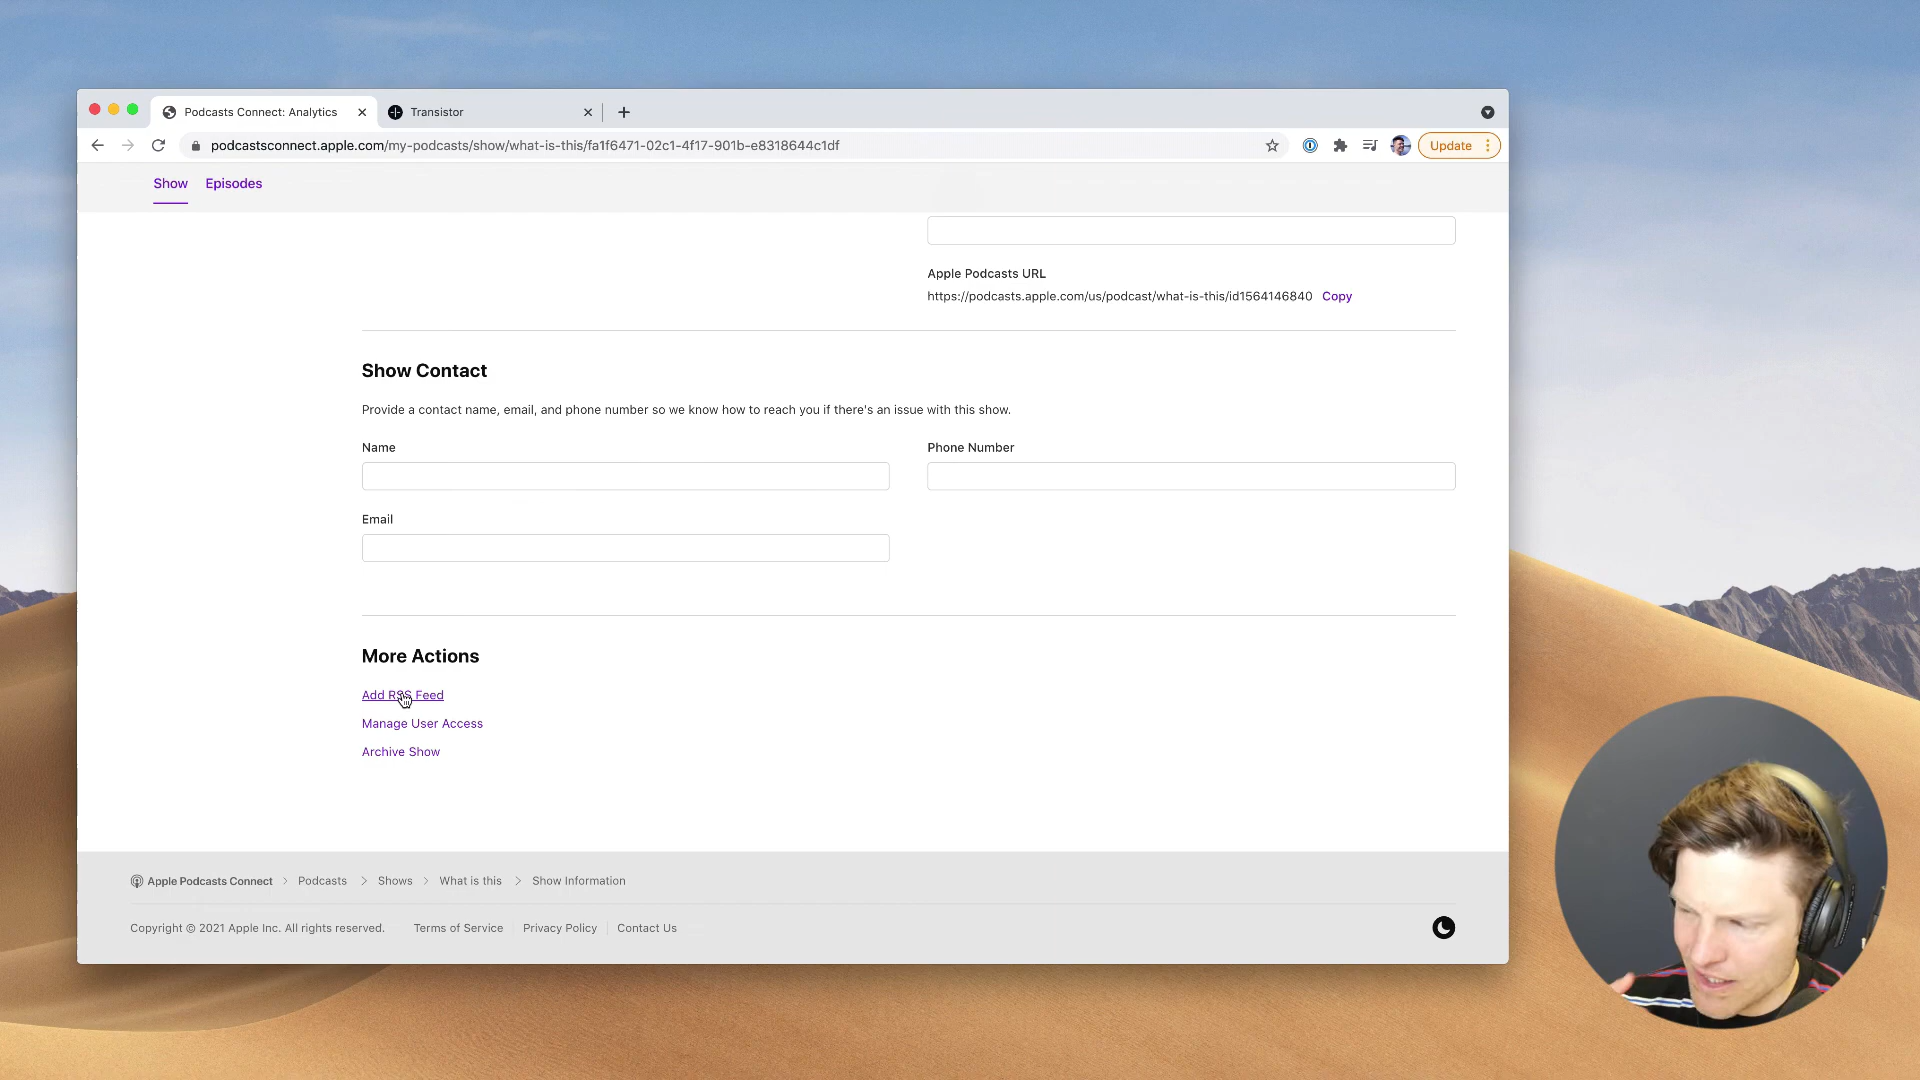 Podcasts Connect: Analytics
Transistor
podcastsconnect.apple.com/my-podcasts/show/what-is-this/fa1f6471-02c1-4f17-901b-e8318644c1df
Update
Show Episodes
Apple Podcasts URL
https://podcasts.apple.com/us/podcast/what-is-this/id1564146840 Copy
Show Contact
Provide a contact name, email, and phone number so we know how to reach you if there's an issue with this show.
Name Phone Number
Email
More Actions
Add RSS Feed
Manage User Access
Archive Show
Apple Podcasts Connect > Podcasts > Shows > What is this > Show Information
Copyright © 2021 Apple Inc. All rights reserved. Terms of Service Privacy Policy Contact Us